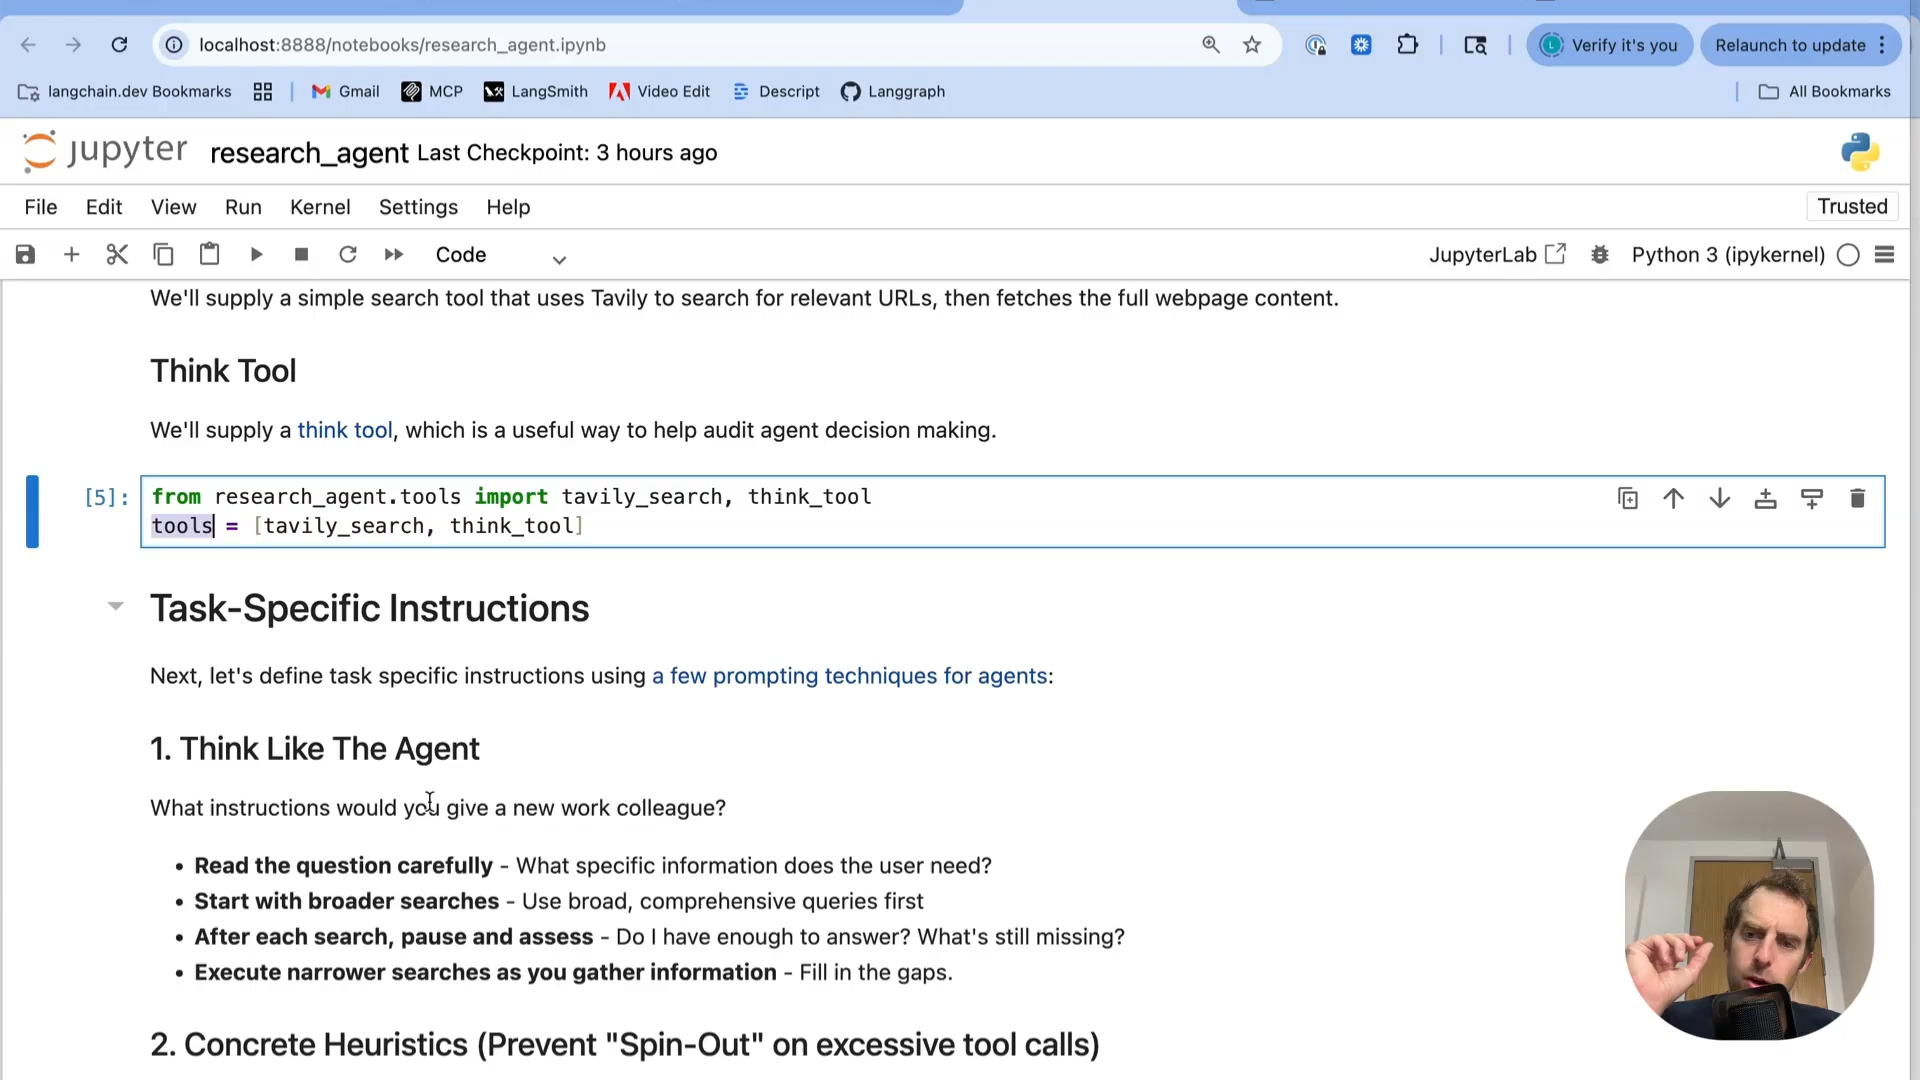 localhost:8888/notebooks/research_agent.ipynb
Verify it's you
Relaunch to update
langchain.dev Bookmarks
Gmail
MCP
LangSmith
Video Edit
Descript
Langgraph
All Bookmarks
jupyter
research_agent Last Checkpoint: 3 hours ago
File Edit View Run Kernel Settings Help
Trusted
Code
JupyterLab
Python 3 (ipykernel)
We'll supply a simple search tool that uses Tavily to search for relevant URLs, then fetches the full webpage content.
Think Tool
We'll supply a think tool, which is a useful way to help audit agent decision making.
[5]:
from research_agent.tools import tavily_search, think_tool
tools = [tavily_search, think_tool]
Task-Specific Instructions
Next, let's define task specific instructions using a few prompting techniques for agents:
1. Think Like The Agent
What instructions would you give a new work colleague?
• Read the question carefully - What specific information does the user need?
• Start with broader searches - Use broad, comprehensive queries first
• After each search, pause and assess - Do I have enough to answer? What's still missing?
• Execute narrower searches as you gather information - Fill in the gaps.
2. Concrete Heuristics (Prevent "Spin-Out" on excessive tool calls)